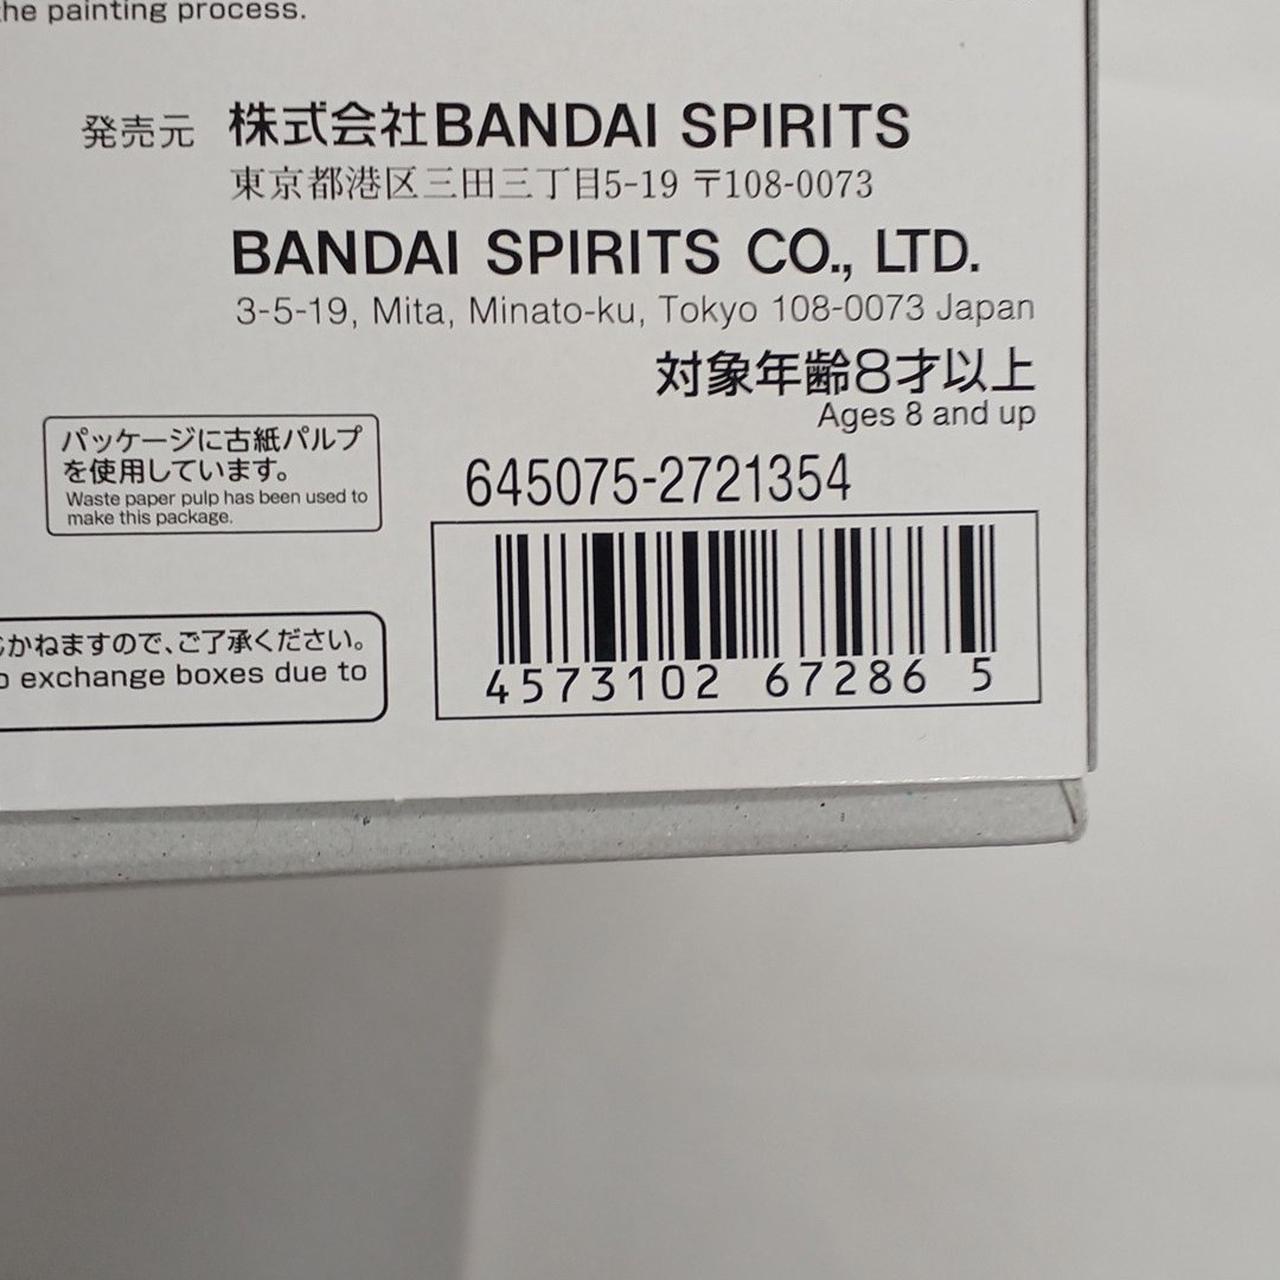 he painting process.
発売元 株式会社BANDAI SPIRITS
東京都港区三田三丁目5-19 〒108-0073
BANDAI SPIRITS CO., LTD.
3-5-19, Mita, Minato-ku, Tokyo 108-0073 Japan
対象年齢8才以上
Ages 8 and up
パッケージに古紙パルプ
を使用しています。
Waste paper pulp has been used to
make this package.
645075-2721354
かねますので、ご了承ください。
o exchange boxes due to
4573102 67286 5